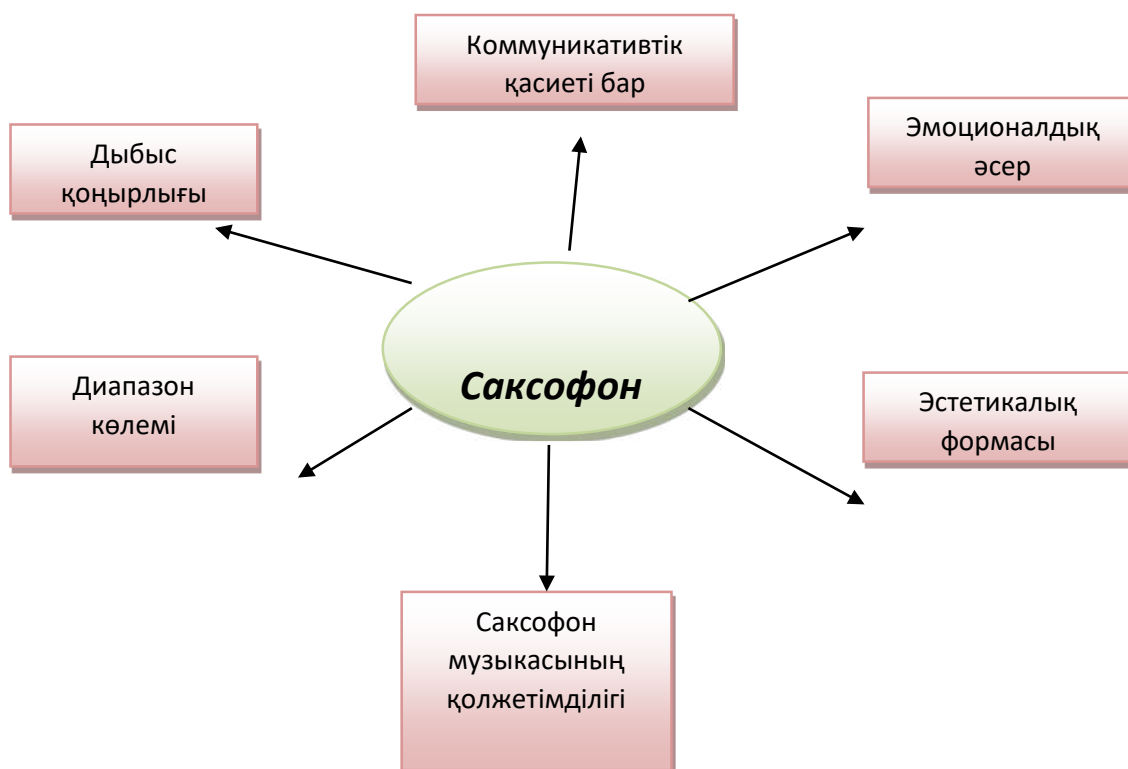 Коммуникативтік
қасиеті бар
Эмоционалдық
әсер
Дыбыс
қоңырлығы
Саксофон
Диапазон
көлемі
Эстетикалық
формасы
Саксофон
музыкасының
қолжетімділігі